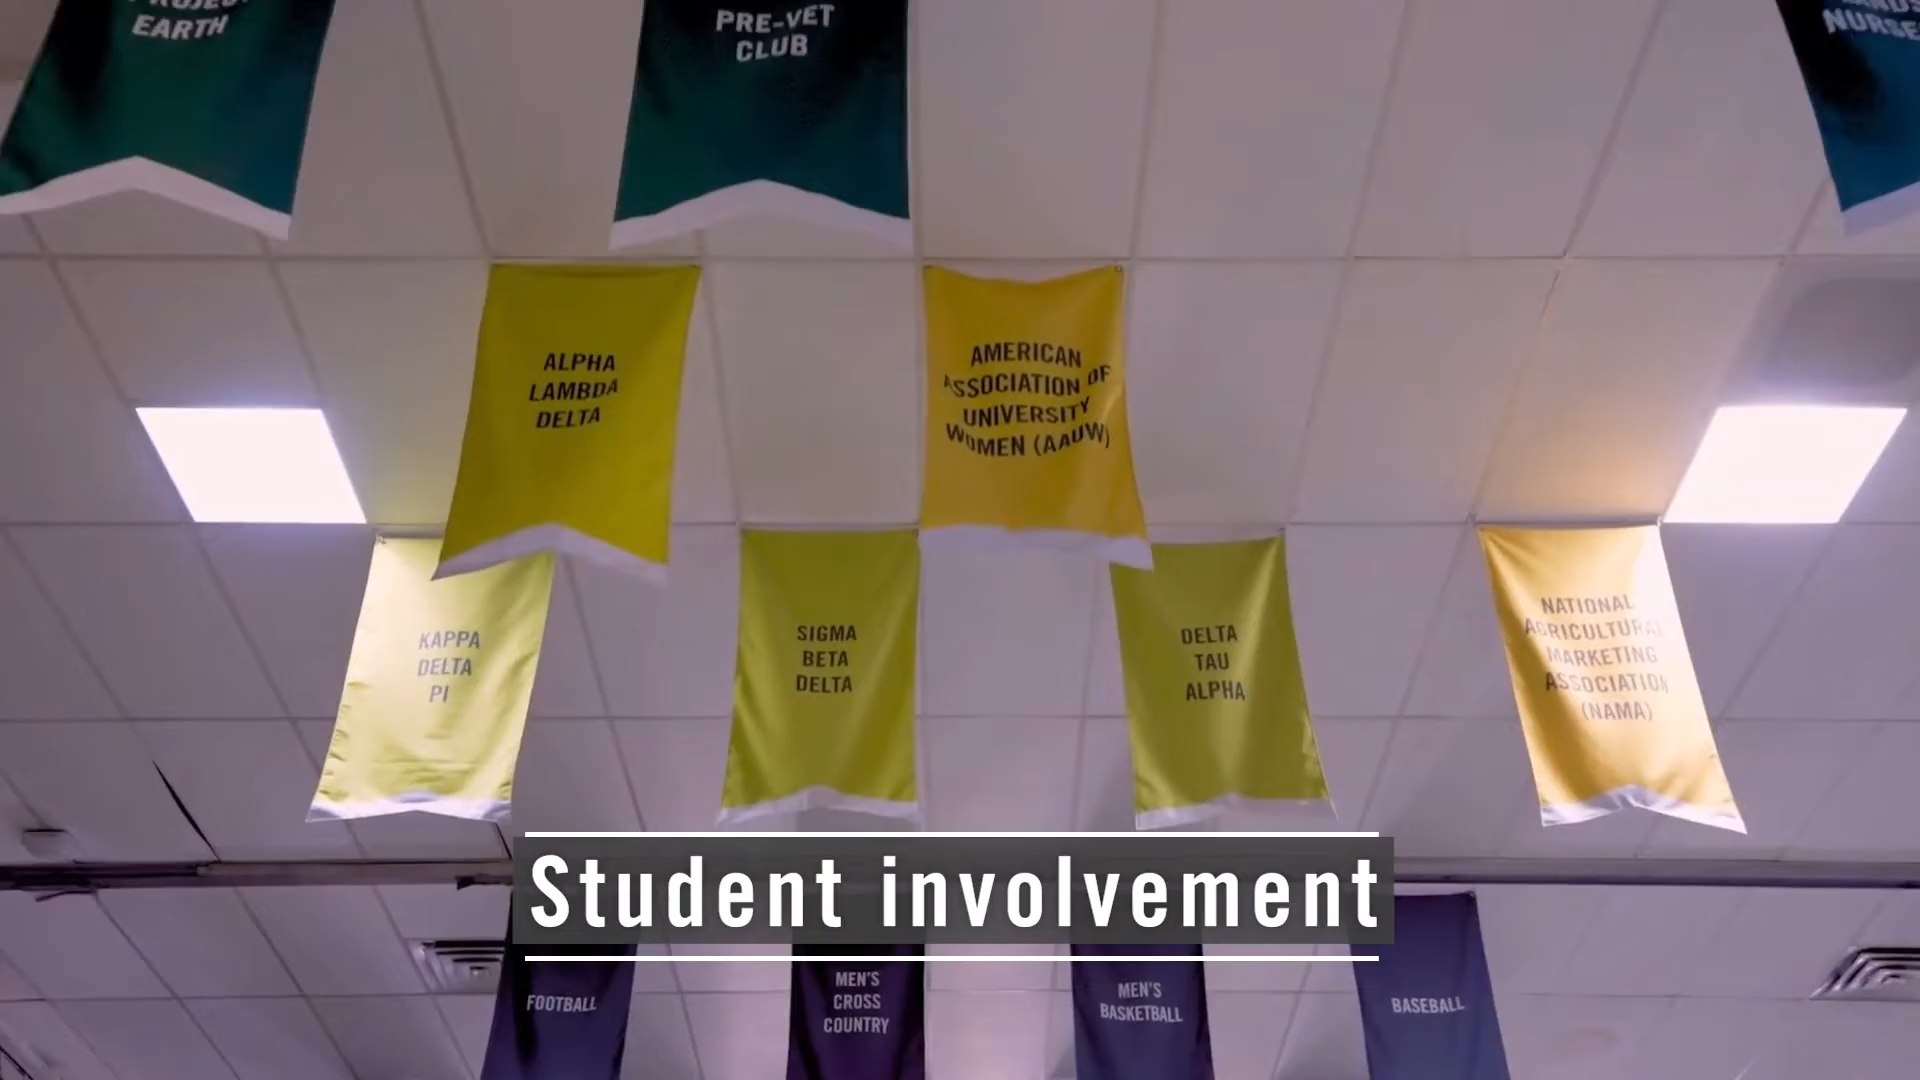 EARTH
PRE-VET
CLUB
ALPHA
LAMBDA
DELTA
AMERICAN
ASSOCIATION OF
UNIVERSITY
WOMEN (AAUW)
KAPPA
DELTA
PI
SIGMA
BETA
DELTA
DELTA
TAU
ALPHA
NATIONAL
AGRICULTURAL
MARKETING
ASSOCIATION
(NAMA)
Student involvement
FOOTBALL
MEN'S
CROSS
COUNTRY
MEN'S
BASKETBALL
BASEBALL